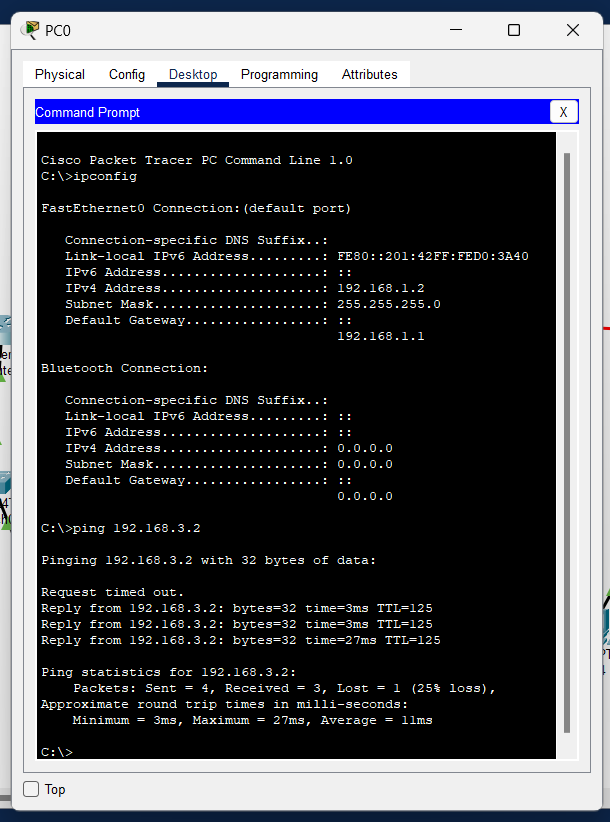 PC0
Physical Config Desktop Programming Attributes
Command Prompt
X
Cisco Packet Tracer PC Command Line 1.0
C:\>ipconfig
FastEthernet0 Connection:(default port)
Connection-specific DNS Suffix..:
Link-local IPv6 Address.........: FE80::201:42FF:FED0:3A40
IPv6 Address....................: ::
IPv4 Address....................: 192.168.1.2
Subnet Mask.....................: 255.255.255.0
Default Gateway.................: ::
192.168.1.1
Bluetooth Connection:
Connection-specific DNS Suffix..:
Link-local IPv6 Address.........: ::
IPv6 Address....................: ::
IPv4 Address....................: 0.0.0.0
Subnet Mask.....................: 0.0.0.0
Default Gateway.................: ::
0.0.0.0
C:\>ping 192.168.3.2
Pinging 192.168.3.2 with 32 bytes of data:
Request timed out.
Reply from 192.168.3.2: bytes=32 time=3ms TTL=125
Reply from 192.168.3.2: bytes=32 time=3ms TTL=125
Reply from 192.168.3.2: bytes=32 time=27ms TTL=125
Ping statistics for 192.168.3.2:
Packets: Sent = 4, Received = 3, Lost = 1 (25% loss),
Approximate round trip times in milli-seconds:
Minimum = 3ms, Maximum = 27ms, Average = 11ms
C:\>
Top